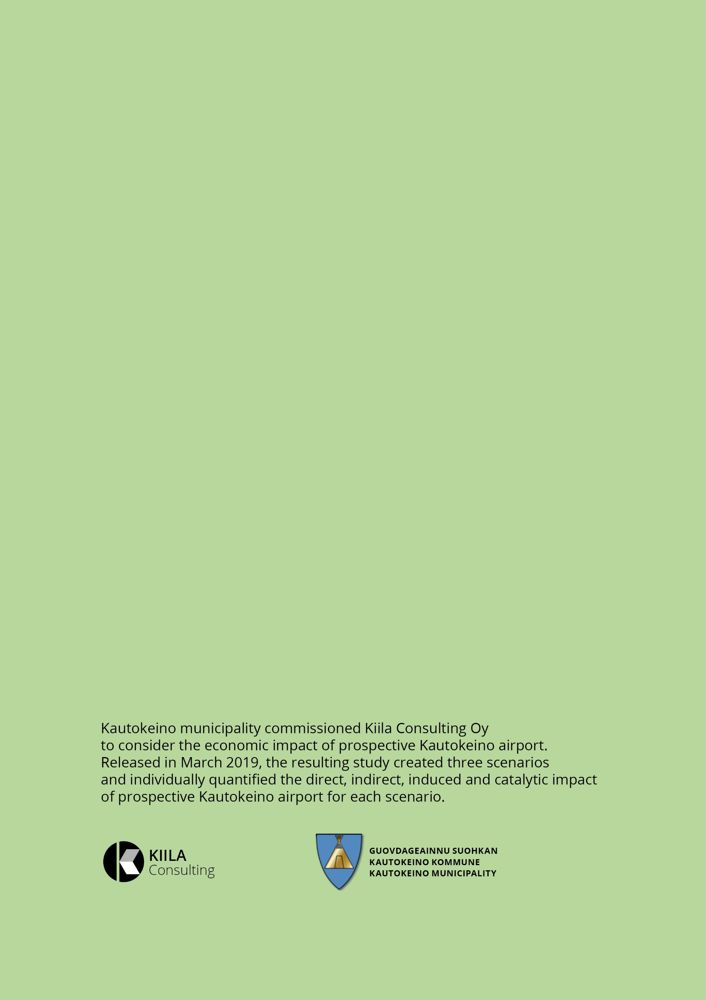 Kautokeino municipality commissioned Kiila Consulting Oy
to consider the economic impact of prospective Kautokeino airport.
Released in March 2019, the resulting study created three scenarios
and individually quantified the direct, indirect, induced and catalytic impact
of prospective Kautokeino airport for each scenario.
KIILA
Consulting
GUOVDAGEAINNU SUOHKAN
KAUTOKEINO KOMMUNE
KAUTOKEINO MUNICIPALITY